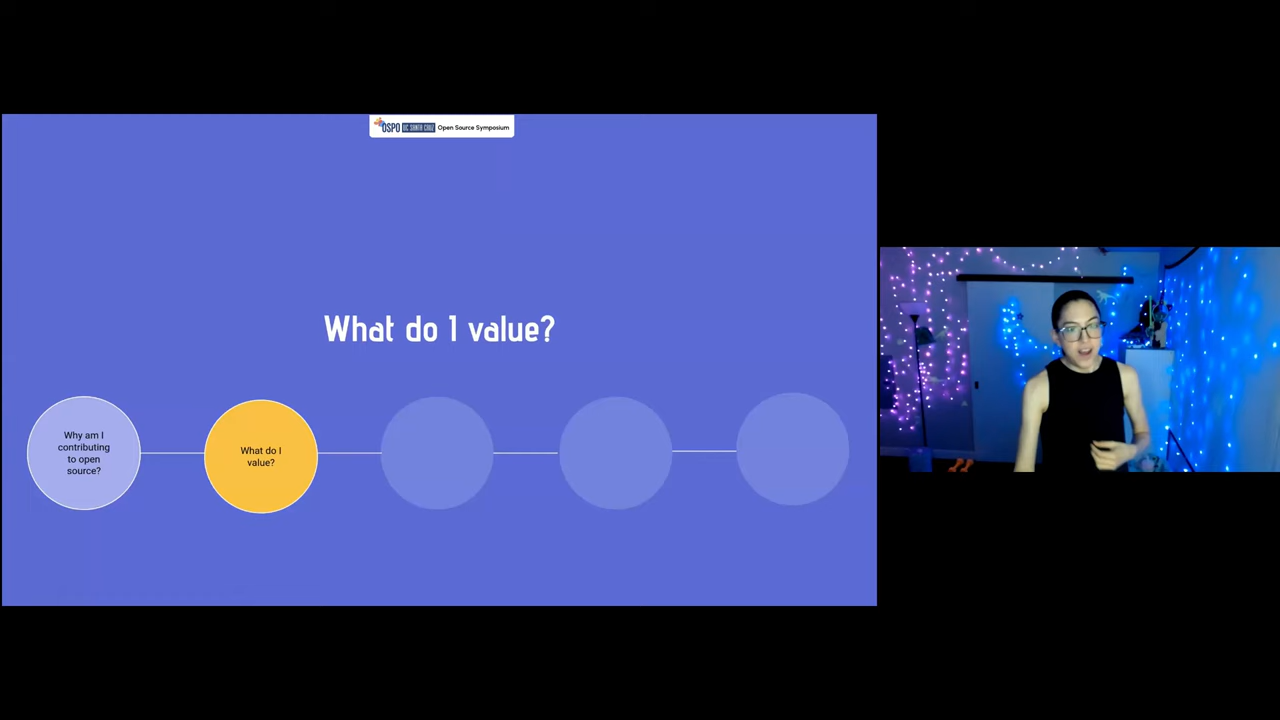 OSPO UC SANTA CRUZ Open Source Symposium
What do I value?
Why am I
contributing
to open
source?
What do I
value?